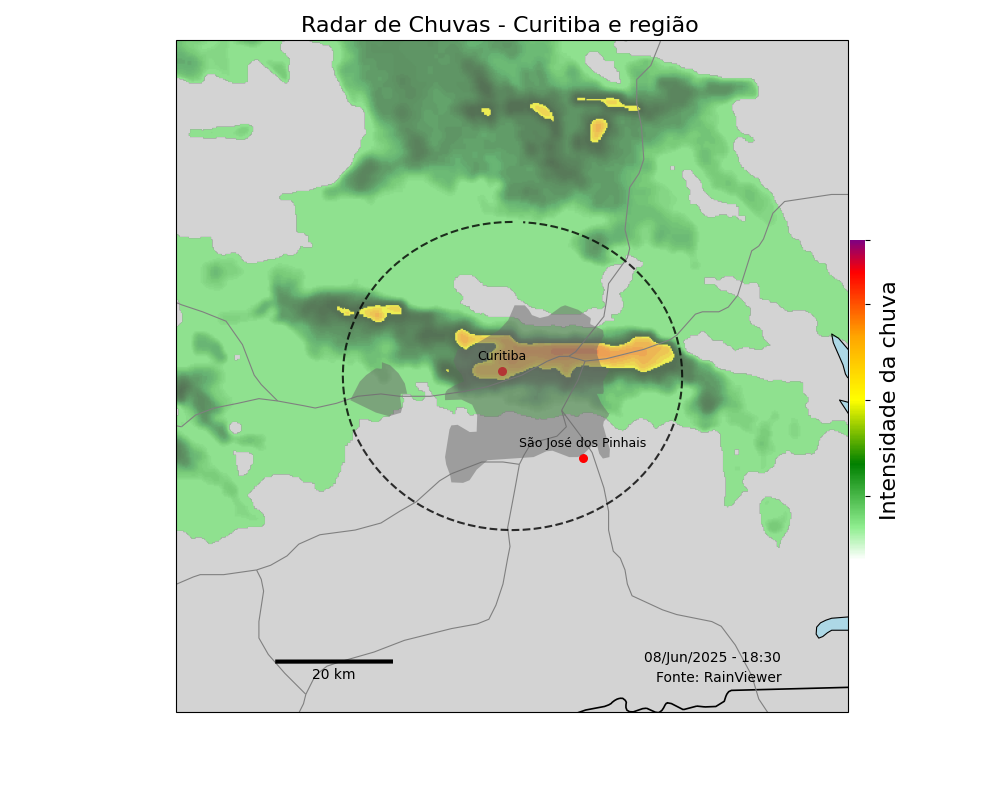 Radar de Chuvas - Curitiba e região
Curitiba
São José dos Pinhais
Intensidade da chuva
20 km
08/Jun/2025 - 18:30
Fonte: RainViewer